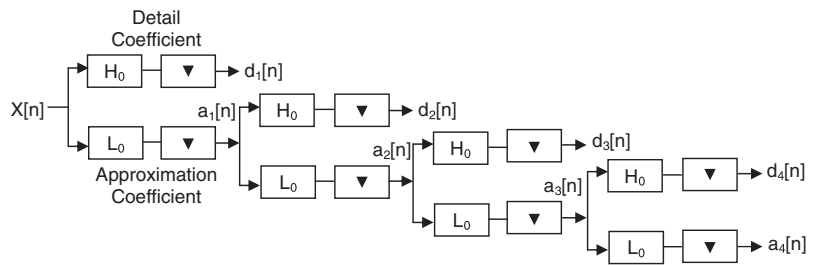 Detail
Coefficient
X[n]
H₀
▼
d₁[n]
L₀
▼
Approximation
Coefficient
a₁[n]
H₀
▼
d₂[n]
L₀
▼
a₂[n]
H₀
▼
d₃[n]
L₀
▼
a₃[n]
H₀
▼
d₄[n]
L₀
▼
a₄[n]